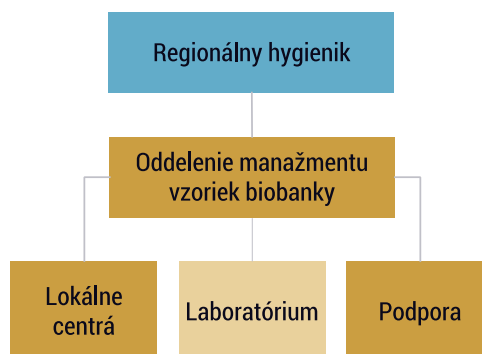 Regionálny hygienik
Oddelenie manažmentu
vzoriek biobanky
Lokálne
centrá
Laboratórium
Podpora